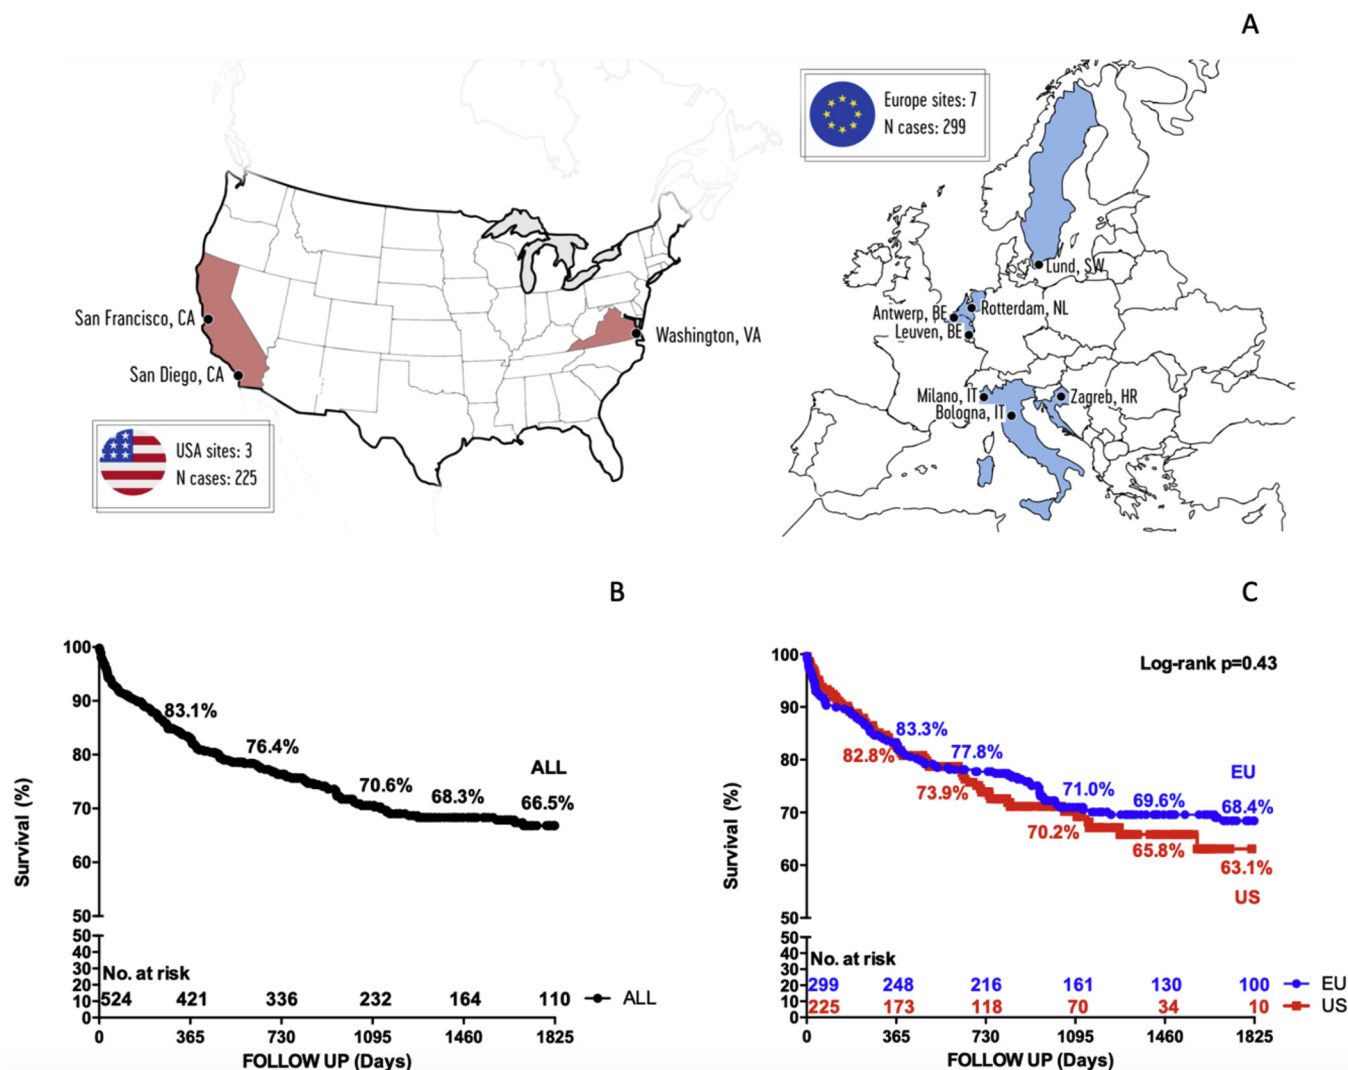 A
Europe sites: 7
N cases: 299
Lund, SW
Antwerp, BE
Rotterdam, NL
Leuven, BE
San Francisco, CA
Washington, VA
San Diego, CA
Milano, IT
Zagreb, HR
Bologna, IT
USA sites: 3
N cases: 225
B
100
90
80
70
60
50
Survival (%)
83.1%
76.4%
70.6%
68.3%
66.5%
ALL
50
40
30
20
10
0
No. at risk
524 421 336 232 164 110 ALL
0 365 730 1095 1460 1825
FOLLOW UP (Days)
C
Log-rank p=0.43
100
90
80
70
60
50
Survival (%)
83.3%
77.8%
71.0%
69.6%
68.4%
EU
82.8%
73.9%
70.2%
65.8%
63.1%
US
50
40
30
20
10
0
No. at risk
299 248 216 161 130 100 EU
225 173 118 70 34 10 US
0 365 730 1095 1460 1825
FOLLOW UP (Days)